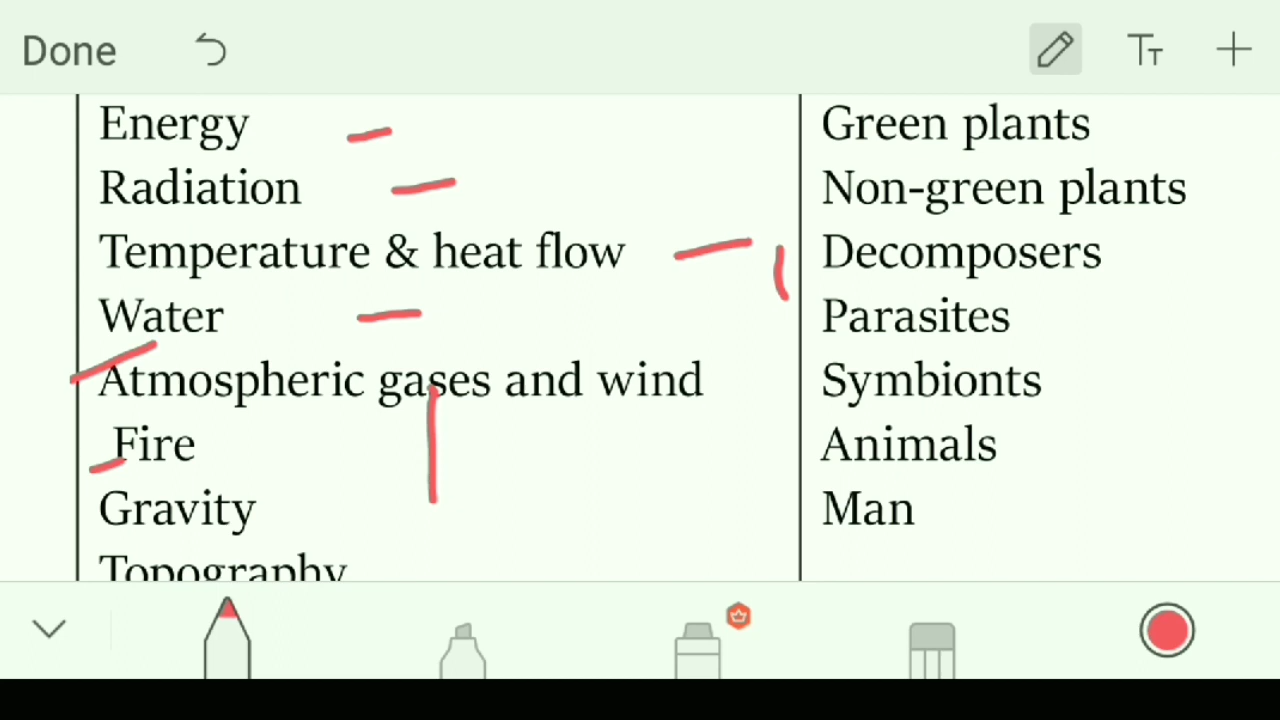 Done
Energy
Radiation
Temperature & heat flow
Water
Atmospheric gases and wind
Fire
Gravity
Topography
Green plants
Non-green plants
Decomposers
Parasites
Symbionts
Animals
Man